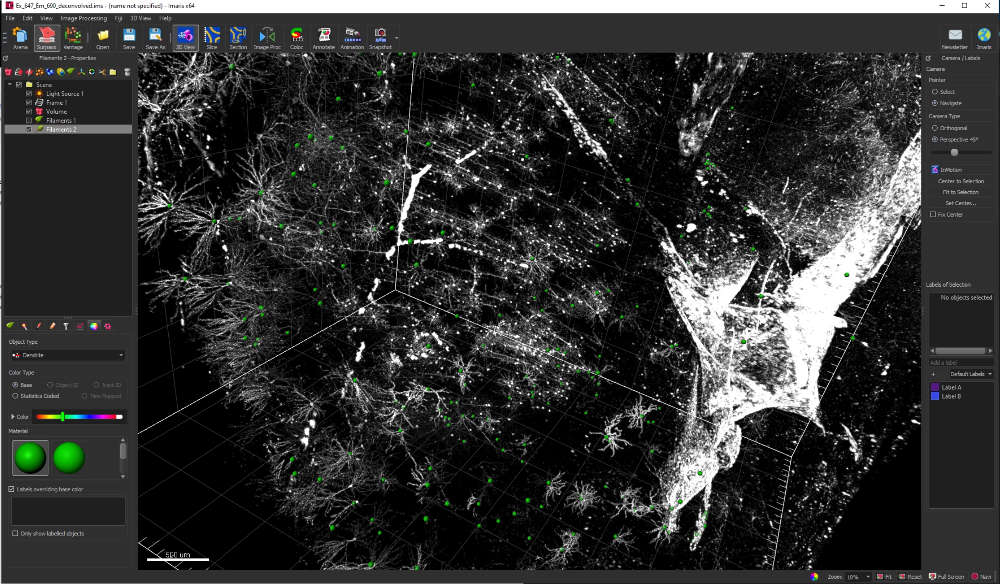 Ex_647_Em_690_deconvolved.ims - (name not specified) - Imaris x64
File Edit View Image Processing Fiji 3D View Help
Arena Surpass Vantage Open Save Save As 3D View Slice Section Image Proc Coloc Annotate Animation Snapshot Newsletter Imaris
Filaments 2 - Properties
Scene
Light Source 1
Frame 1
Volume
Filaments 1
Filaments 2
Object Type
Dendrite
Color Type
Base Object ID Track ID
Statistics Coded Time Mapped
Color
Material
Labels overriding base color
Only show labelled objects
500 um
Camera / Labels
Camera
Pointer
Select
Navigate
Camera Type
Orthogonal
Perspective 45°
InMotion
Center to Selection
Fit to Selection
Set Center...
Fix Center
Labels of Selection
No objects selected.
Add a label
+ - Default Labels
Label A
Label B
Zoom: 10% Fit Reset Full Screen Navi